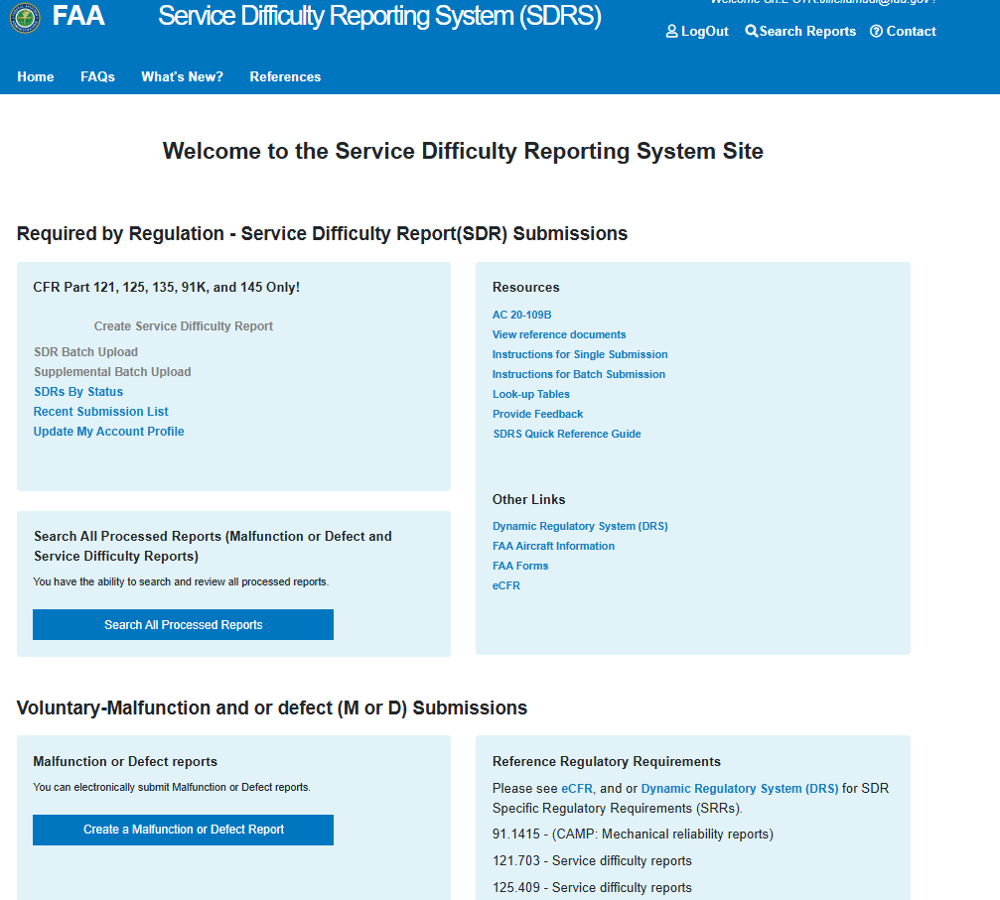 FAA
Service Difficulty Reporting System (SDRS)
LogOut
Search Reports
Contact
Home
FAQs
What's New?
References
Welcome to the Service Difficulty Reporting System Site
Required by Regulation - Service Difficulty Report(SDR) Submissions
CFR Part 121, 125, 135, 91K, and 145 Only!
Create Service Difficulty Report
SDR Batch Upload
Supplemental Batch Upload
SDRs By Status
Recent Submission List
Update My Account Profile
Resources
AC 20-109B
View reference documents
Instructions for Single Submission
Instructions for Batch Submission
Look-up Tables
Provide Feedback
SDRS Quick Reference Guide
Other Links
Dynamic Regulatory System (DRS)
FAA Aircraft Information
FAA Forms
eCFR
Search All Processed Reports (Malfunction or Defect and
Service Difficulty Reports)
You have the ability to search and review all processed reports.
Search All Processed Reports
Voluntary-Malfunction and or defect (M or D) Submissions
Malfunction or Defect reports
You can electronically submit Malfunction or Defect reports.
Create a Malfunction or Defect Report
Reference Regulatory Requirements
Please see eCFR, and or Dynamic Regulatory System (DRS) for SDR
Specific Regulatory Requirements (SRRs).
91.1415 - (CAMP: Mechanical reliability reports)
121.703 - Service difficulty reports
125.409 - Service difficulty reports